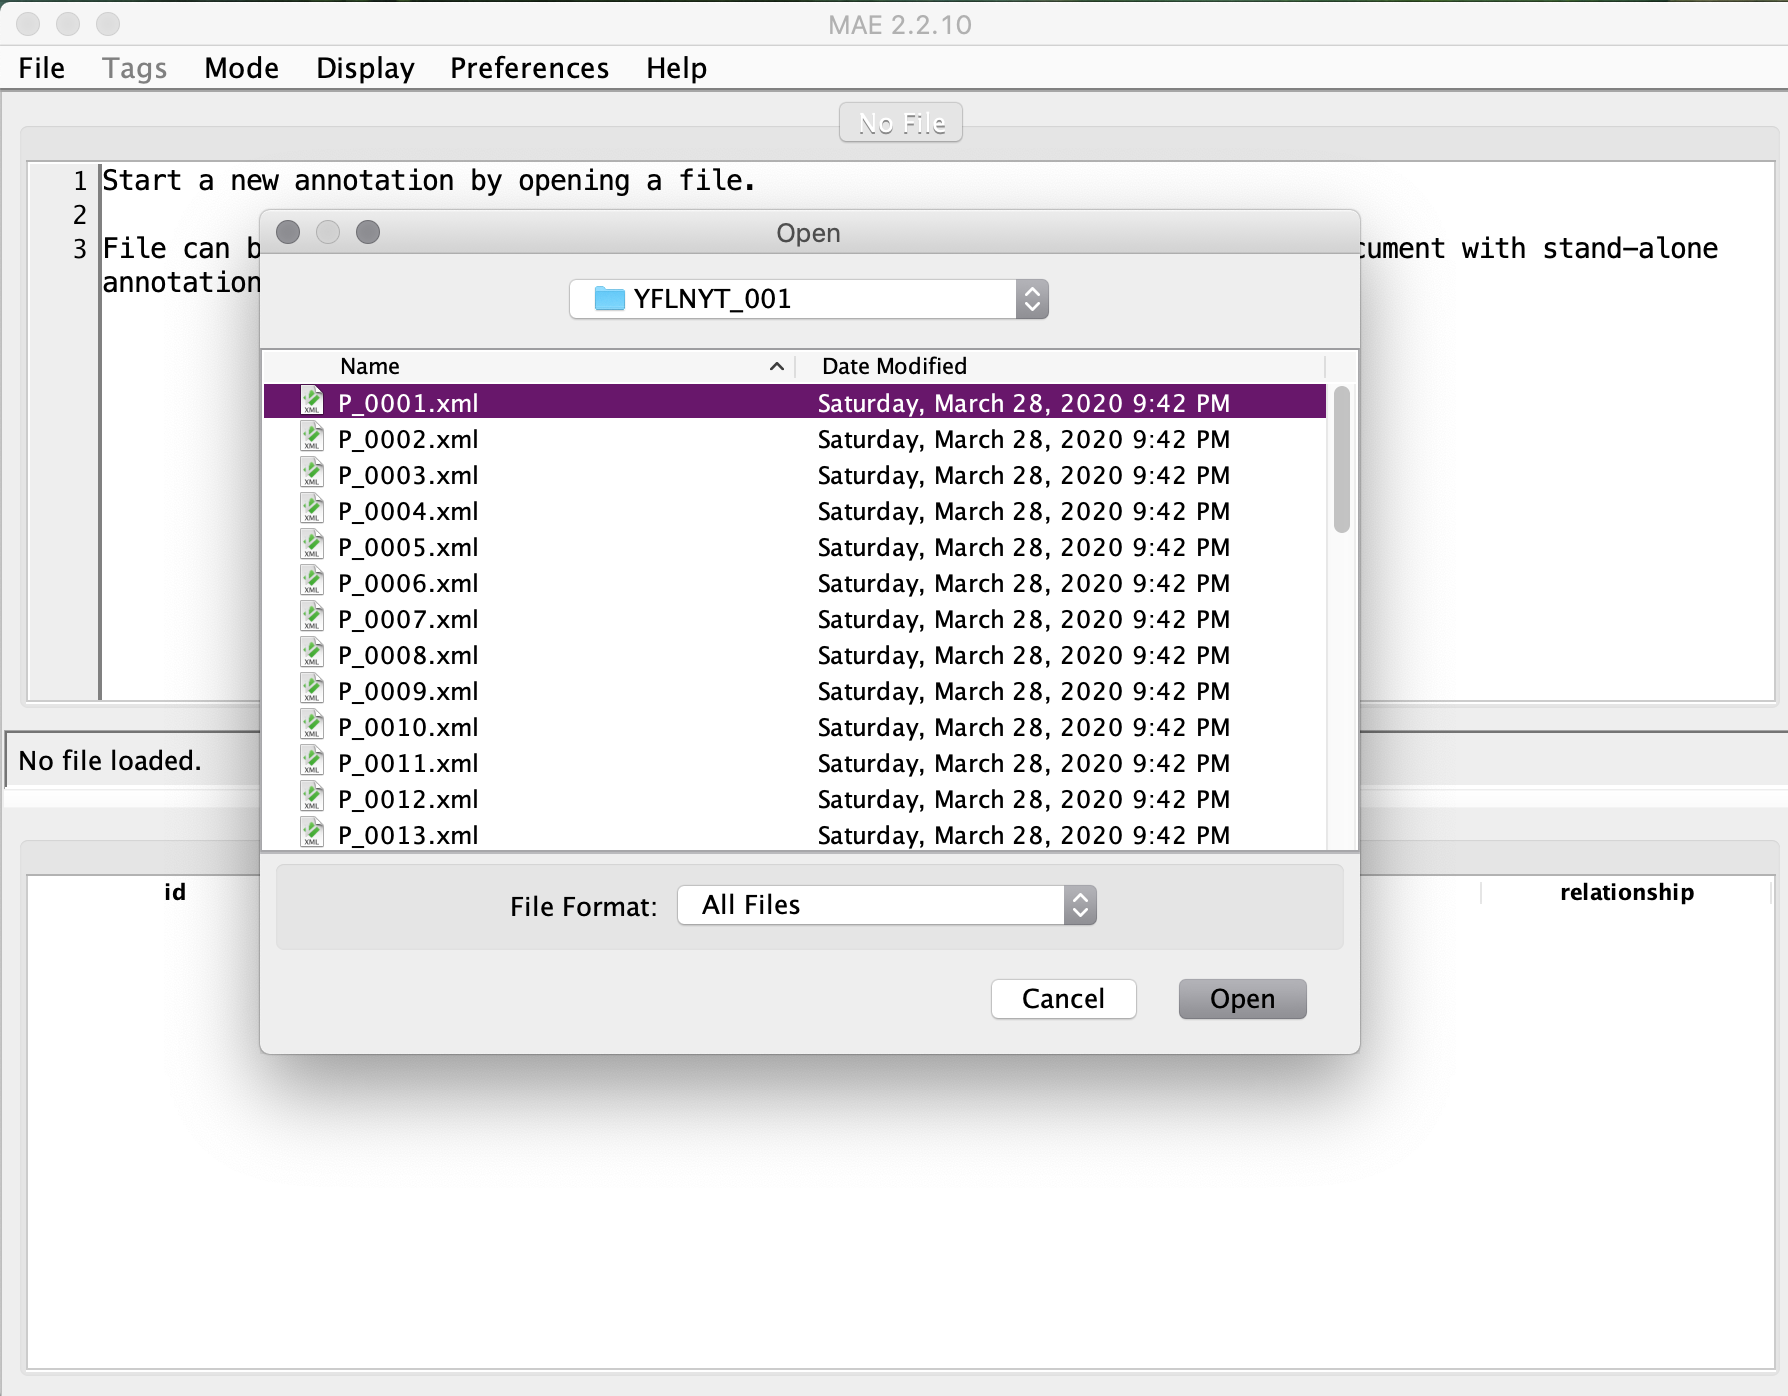 MAE 2.2.10
File Tags Mode Display Preferences Help
No File
1 Start a new annotation by opening a file.
2
3 File can b cument with stand-alone
annotation
Open
YFLNYT_001
Name Date Modified
P_0001.xml Saturday, March 28, 2020 9:42 PM
P_0002.xml Saturday, March 28, 2020 9:42 PM
P_0003.xml Saturday, March 28, 2020 9:42 PM
P_0004.xml Saturday, March 28, 2020 9:42 PM
P_0005.xml Saturday, March 28, 2020 9:42 PM
P_0006.xml Saturday, March 28, 2020 9:42 PM
P_0007.xml Saturday, March 28, 2020 9:42 PM
P_0008.xml Saturday, March 28, 2020 9:42 PM
P_0009.xml Saturday, March 28, 2020 9:42 PM
P_0010.xml Saturday, March 28, 2020 9:42 PM
P_0011.xml Saturday, March 28, 2020 9:42 PM
P_0012.xml Saturday, March 28, 2020 9:42 PM
P_0013.xml Saturday, March 28, 2020 9:42 PM
File Format: All Files
Cancel Open
No file loaded.
id relationship